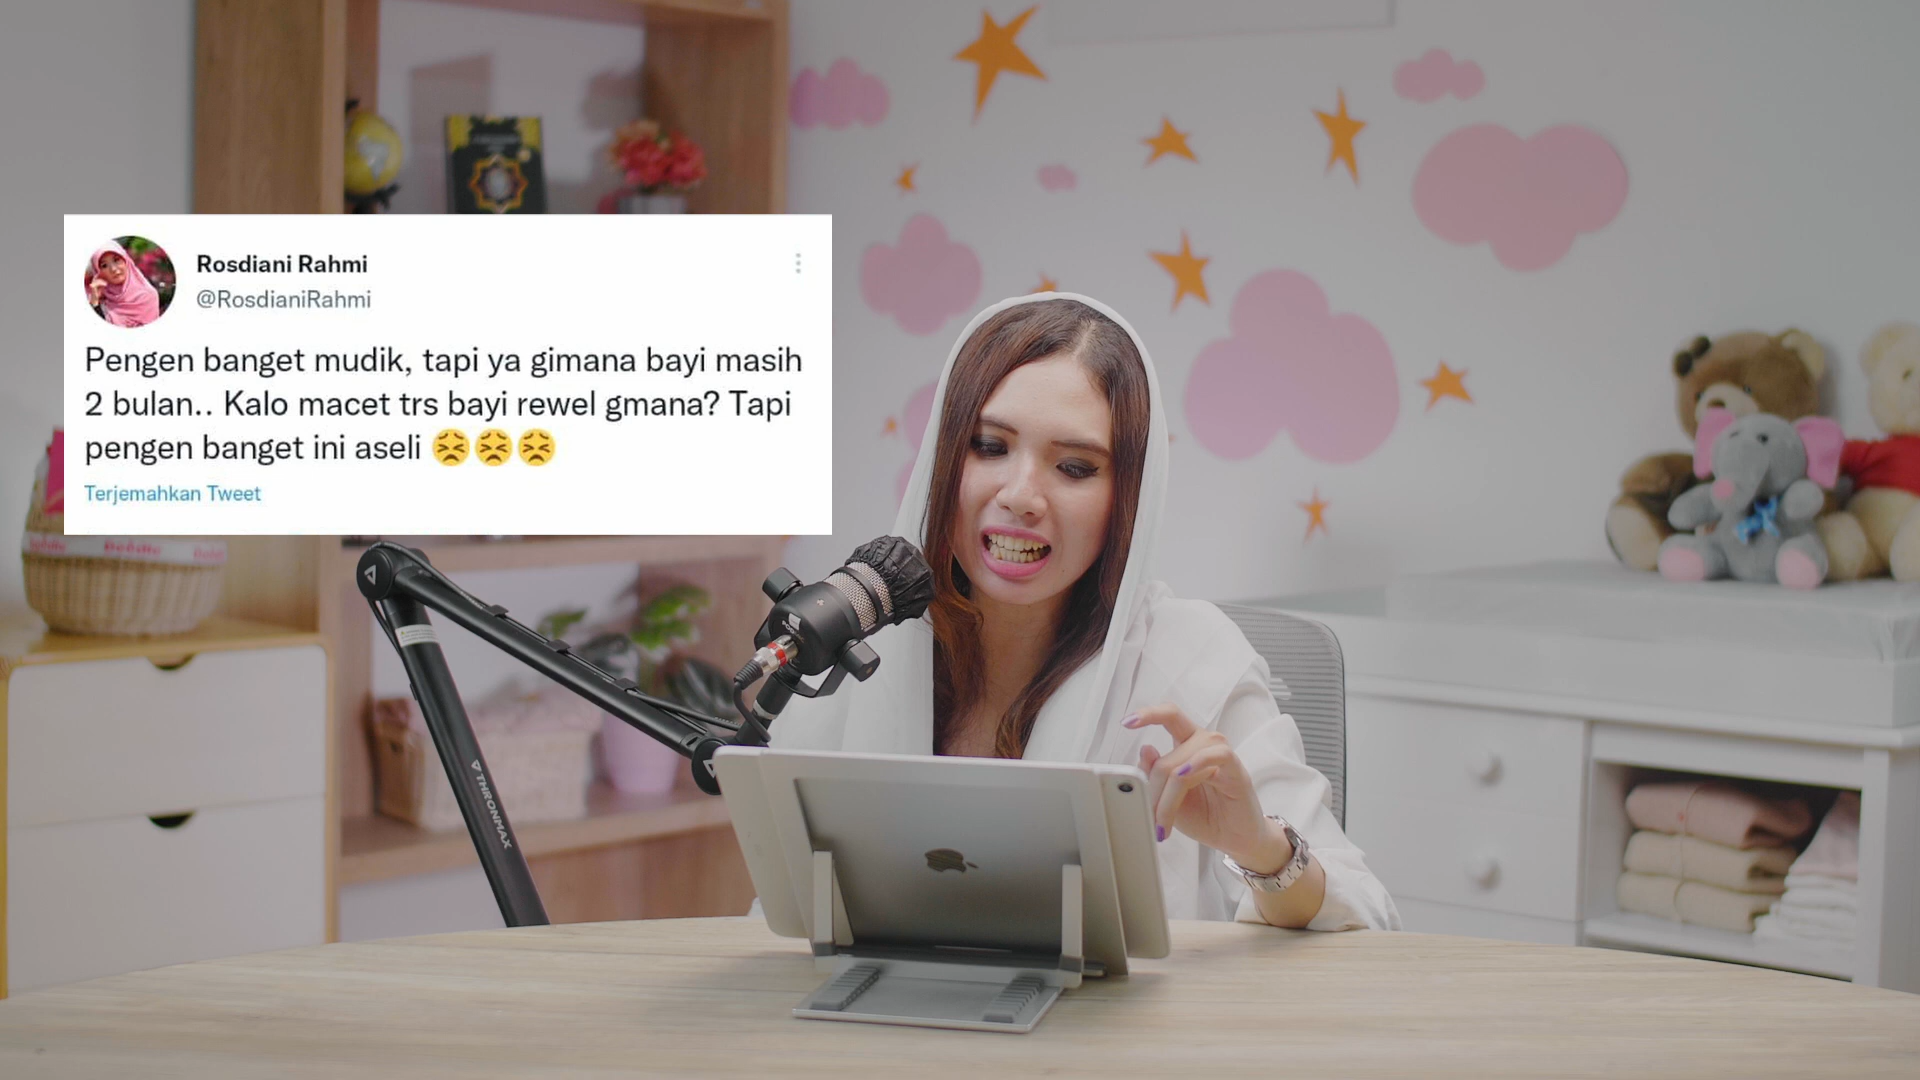 Rosdiani Rahmi
@RosdianiRahmi
Pengen banget mudik, tapi ya gimana bayi masih
2 bulan.. Kalo macet trs bayi rewel gmana? Tapi
pengen banget ini aseli 😣😣😣
Terjemahkan Tweet
THRONMAX